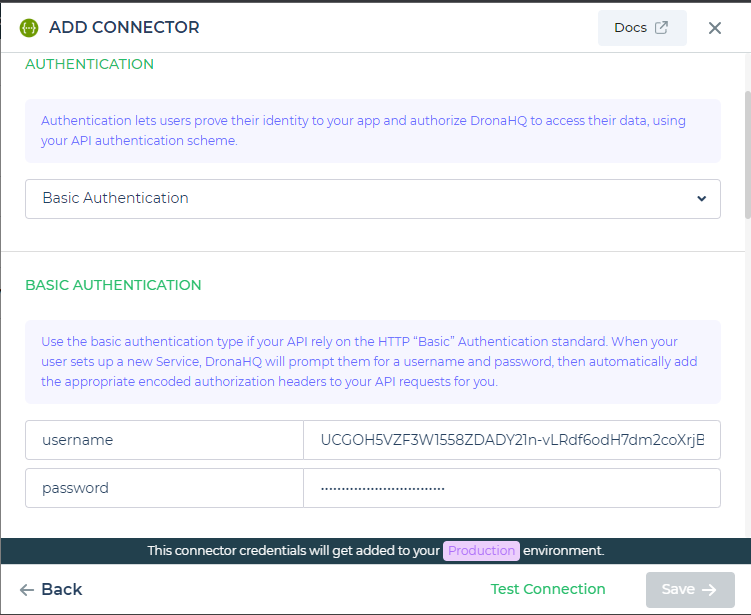 ADD CONNECTOR
Docs
AUTHENTICATION
Authentication lets users prove their identity to your app and authorize DronaHQ to access their data, using
your API authentication scheme.
Basic Authentication
BASIC AUTHENTICATION
Use the basic authentication type if your API rely on the HTTP “Basic” Authentication standard. When your
user sets up a new Service, DronaHQ will prompt them for a username and password, then automatically add
the appropriate encoded authorization headers to your API requests for you.
username
UCGOH5VZF3W1558ZDADY21n-vLRdf6odH7dm2coXrjB
password
This connector credentials will get added to your Production environment.
Back
Test Connection
Save